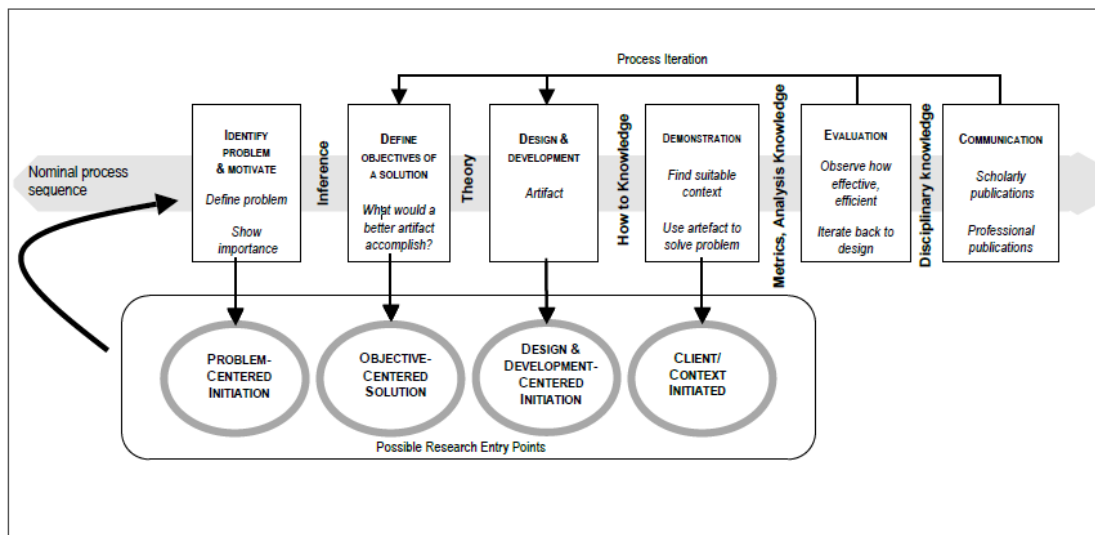 Process Iteration
Nominal process
sequence
IDENTIFY
PROBLEM
& MOTIVATE
Define problem
Show
importance
Inference
DEFINE
OBJECTIVES OF
A SOLUTION
What would a
better artifact
accomplish?
Theory
DESIGN &
DEVELOPMENT
Artifact
How to Knowledge
DEMONSTRATION
Find suitable
context
Use artefact to
solve problem
Metrics, Analysis Knowledge
EVALUATION
Observe how
effective,
efficient
Iterate back to
design
Disciplinary knowledge
COMMUNICATION
Scholarly
publications
Professional
publications
PROBLEM-
CENTERED
INITIATION
OBJECTIVE-
CENTERED
SOLUTION
DESIGN &
DEVELOPMENT-
CENTERED
INITIATION
CLIENT/
CONTEXT
INITIATED
Possible Research Entry Points